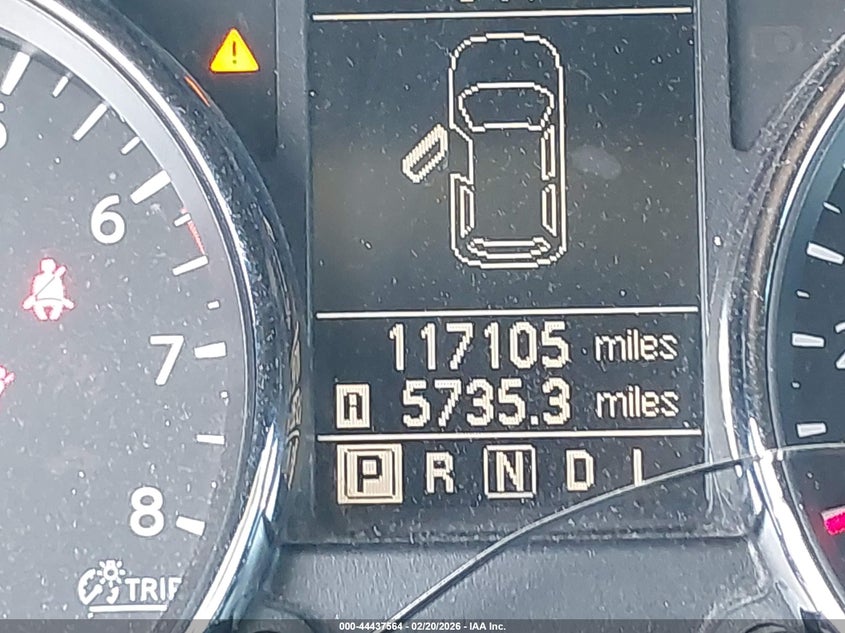 6
7
8
TRIP
117105 miles
A 5735.3 miles
P R N D L
000-44437564 - 02/20/2026 - IAA Inc.